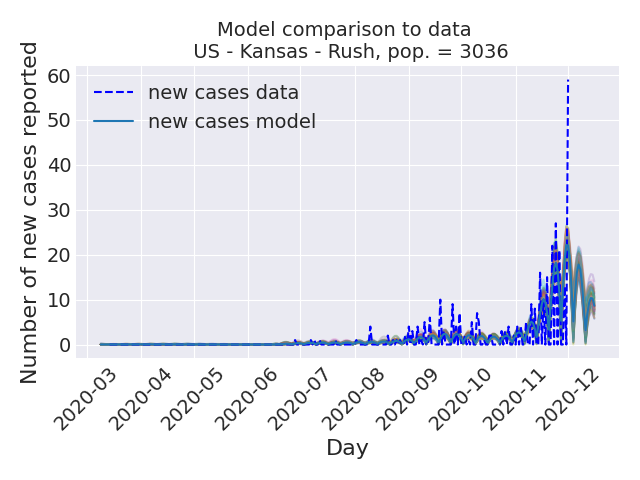 Model comparison to data
US - Kansas - Rush, pop. = 3036
Number of new cases reported
60
50
40
30
20
10
0
new cases data
new cases model
2020-03
2020-04
2020-05
2020-06
2020-07
2020-08
2020-09
2020-10
2020-11
2020-12
Day